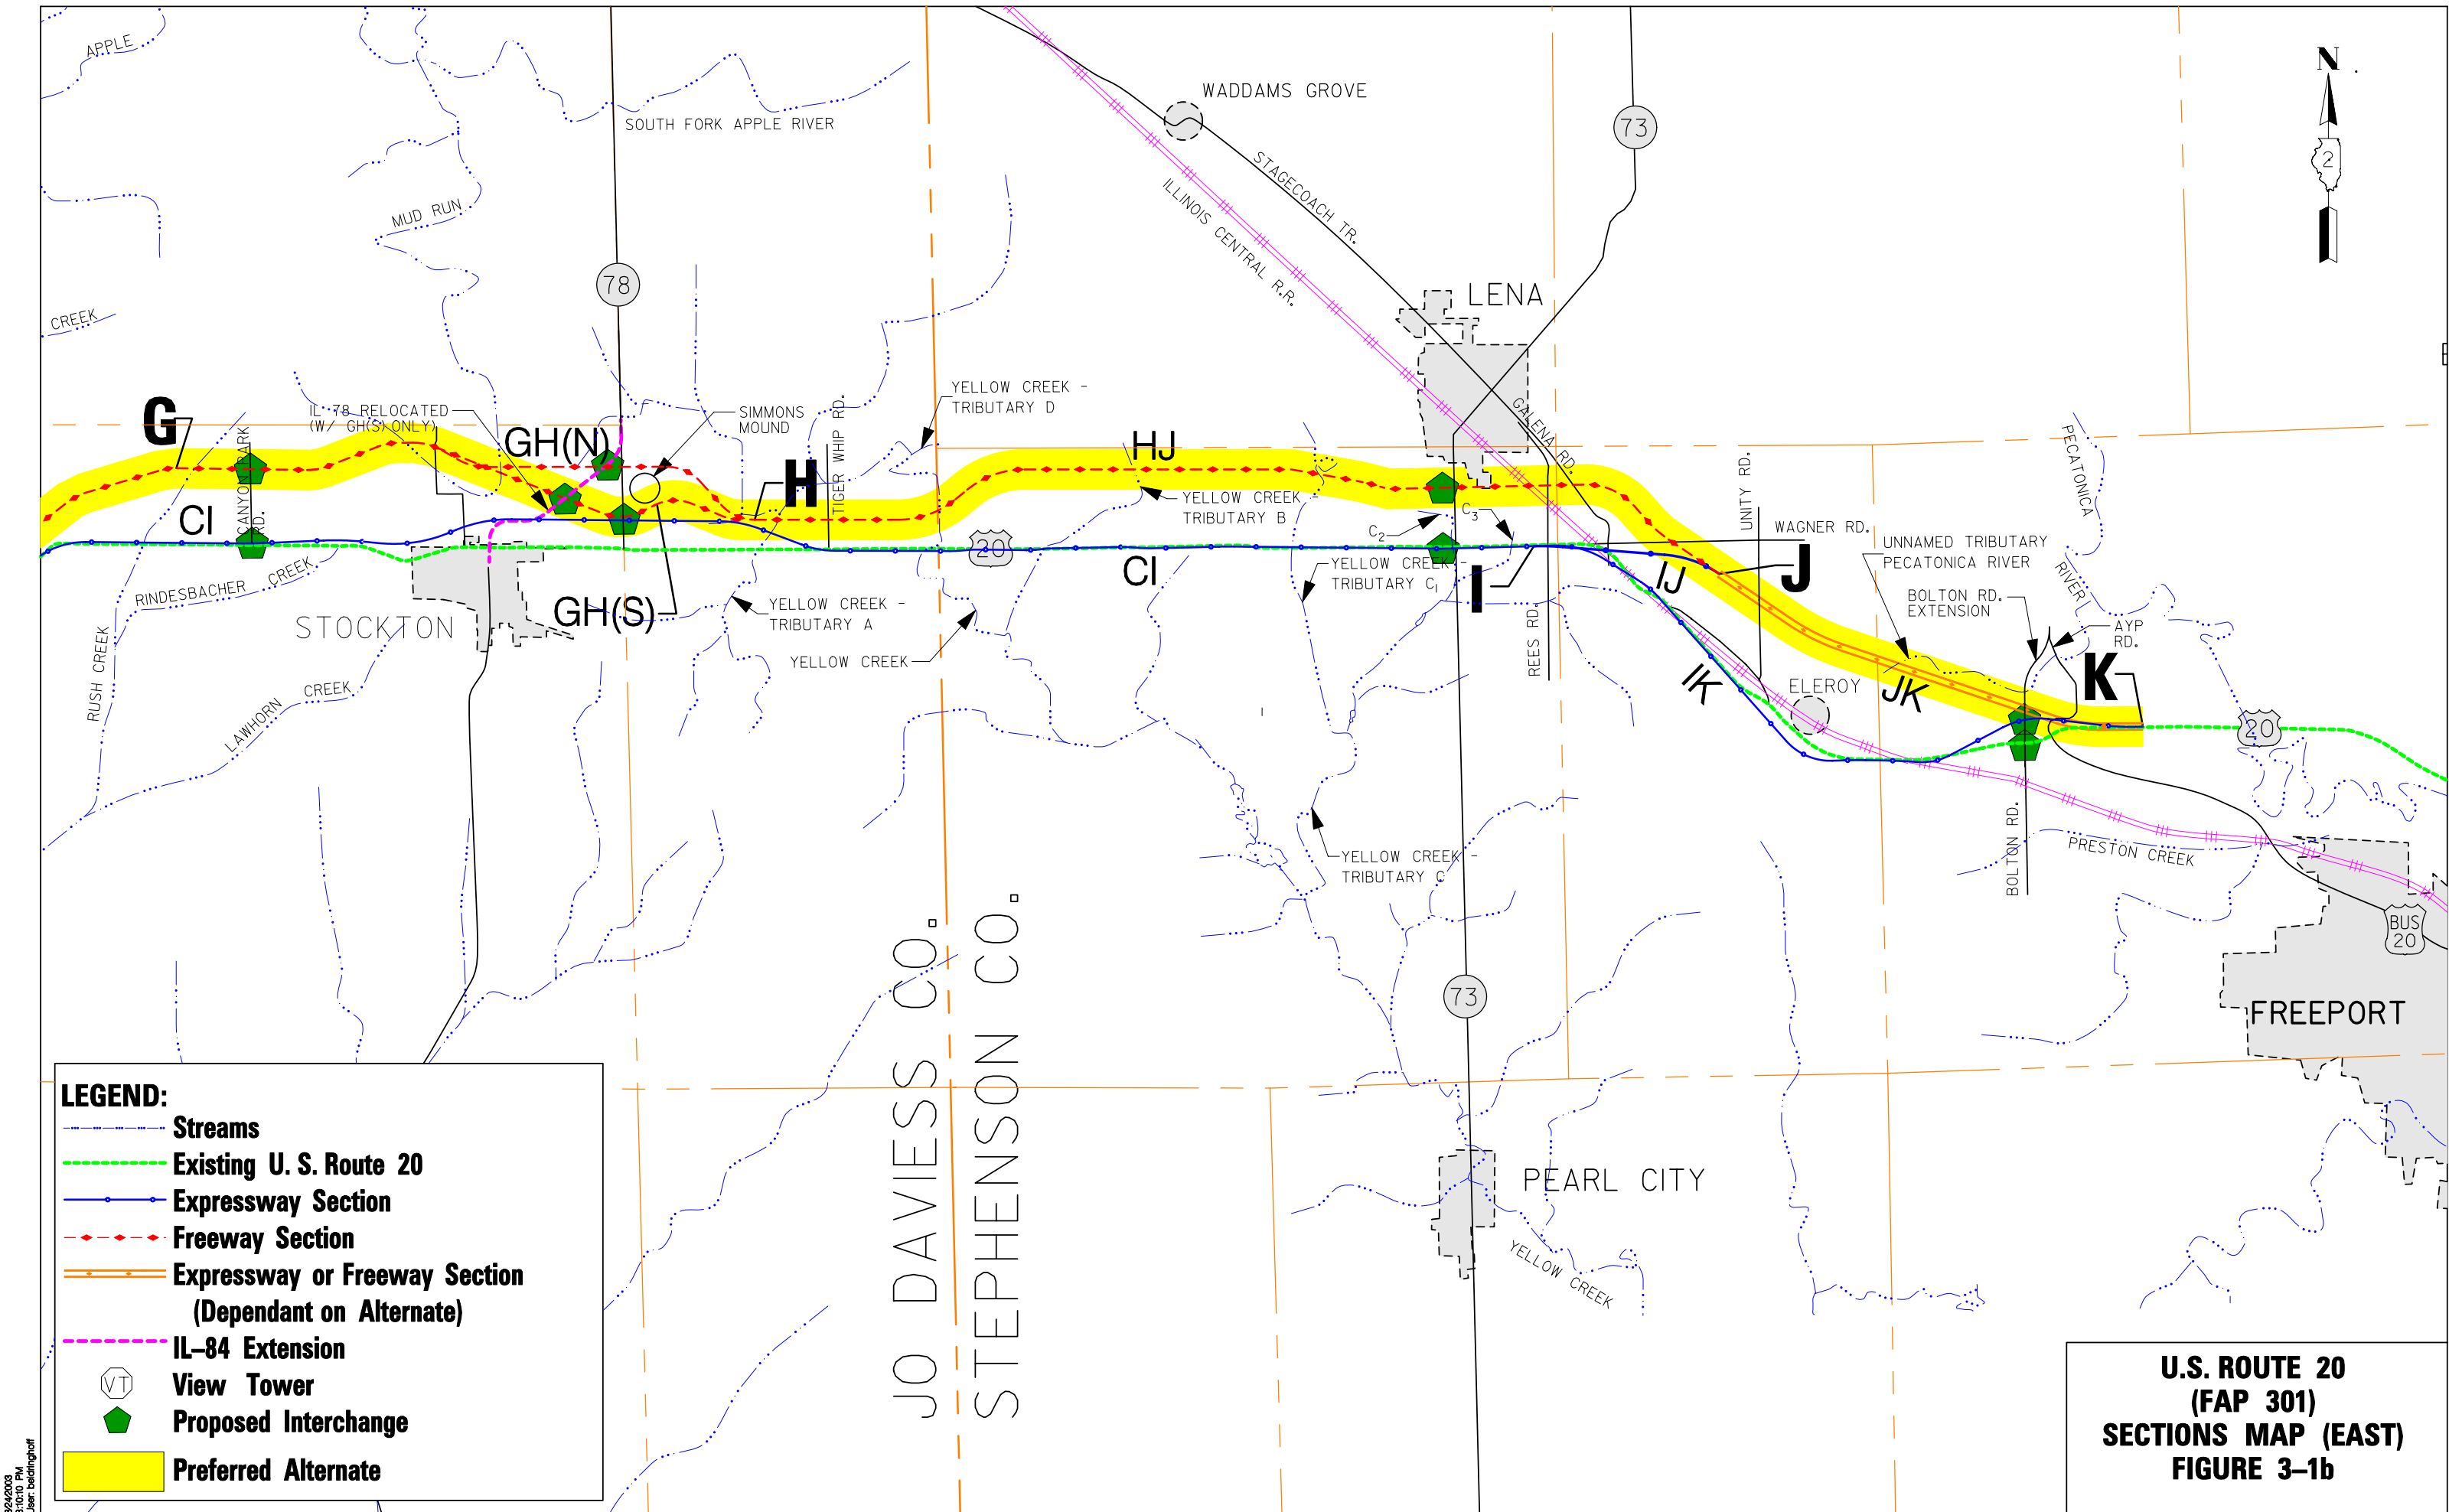 APPLE
SOUTH FORK APPLE RIVER
MUD RUN
CREEK
78
WADDAMS GROVE
STAGECOACH TR.
ILLINOIS CENTRAL R.R.
73
N
2
LENA
G
IL 78 RELOCATED
(W/ GH(S) ONLY)
CANYON PARK
RD.
GH(N)
SIMMONS
MOUND
H
TIGER WHIP RD.
YELLOW CREEK -
TRIBUTARY D
HJ
YELLOW CREEK -
TRIBUTARY B
GALENA RD.
C2
C3
CI
20
CI
YELLOW CREEK -
TRIBUTARY C1
I
REES RD.
IJ
UNITY RD.
WAGNER RD.
J
UNNAMED TRIBUTARY
PECATONICA RIVER
PECATONICA
RIVER
BOLTON RD.
EXTENSION
AYP
RD.
K
RINDESBACHER CREEK
STOCKTON
GH(S)
YELLOW CREEK -
TRIBUTARY A
YELLOW CREEK
RUSH CREEK
LAWHORN CREEK
IK
ELEROY
JK
20
BOLTON RD.
PRESTON CREEK
YELLOW CREEK -
TRIBUTARY C
BUS
20
73
FREEPORT
JO DAVIESS CO.
STEPHENSON CO.
PEARL CITY
YELLOW CREEK
LEGEND:
Streams
Existing U. S. Route 20
Expressway Section
Freeway Section
Expressway or Freeway Section
(Dependant on Alternate)
IL-84 Extension
VT
View Tower
Proposed Interchange
Preferred Alternate
U.S. ROUTE 20
(FAP 301)
SECTIONS MAP (EAST)
FIGURE 3-1b